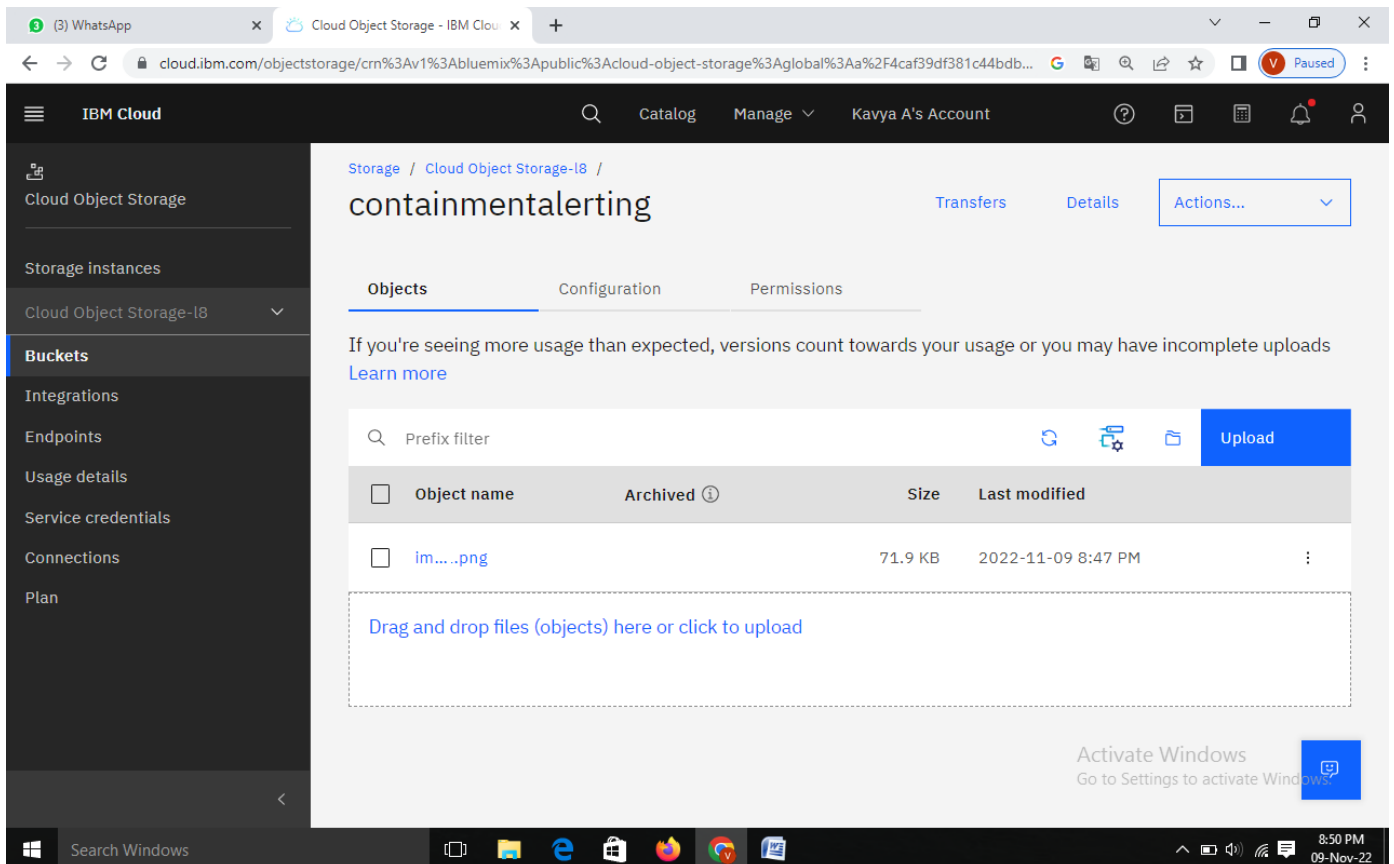 3 (3) WhatsApp
Cloud Object Storage - IBM Clou
cloud.ibm.com/objectstorage/crn%3Av1%3Abluemix%3Apublic%3Acloud-object-storage%3Aglobal%3Aa%2F4caf39df381c44bdb...
V Paused
IBM Cloud
Catalog Manage Kavya A's Account
Cloud Object Storage
Storage instances
Cloud Object Storage-l8
Buckets
Integrations
Endpoints
Usage details
Service credentials
Connections
Plan
Storage / Cloud Object Storage-l8 /
containmentalerting
Transfers Details Actions...
Objects Configuration Permissions
If you're seeing more usage than expected, versions count towards your usage or you may have incomplete uploads
Learn more
Prefix filter Upload
Object name Archived Size Last modified
im.....png 71.9 KB 2022-11-09 8:47 PM
Drag and drop files (objects) here or click to upload
Activate Windows
Go to Settings to activate Windows.
Search Windows
8:50 PM
09-Nov-22